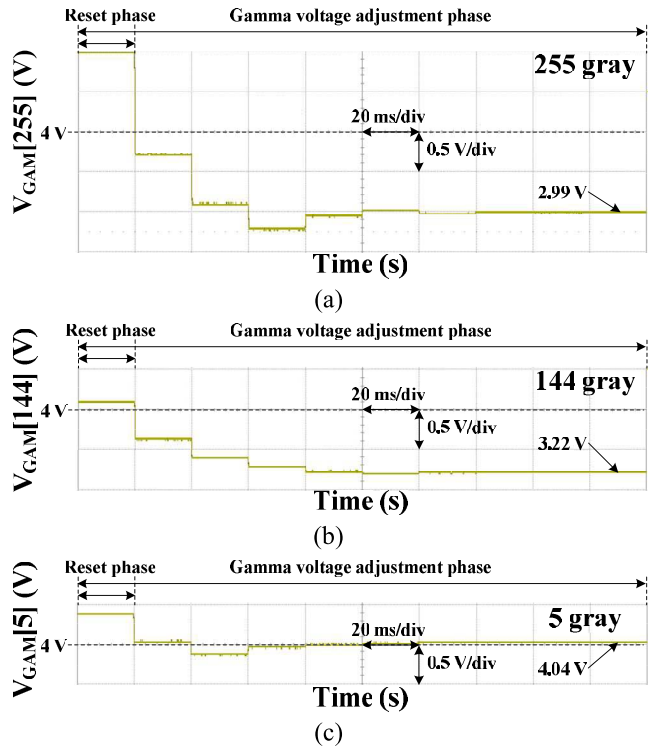 Reset phase
Gamma voltage adjustment phase
V_GAM[255] (V)
255 gray
20 ms/div
4 V
0.5 V/div
2.99 V
Time (s)
(a)
Reset phase
Gamma voltage adjustment phase
V_GAM[144] (V)
144 gray
20 ms/div
4 V
0.5 V/div
3.22 V
Time (s)
(b)
Reset phase
Gamma voltage adjustment phase
V_GAM[5] (V)
5 gray
20 ms/div
4 V
0.5 V/div
4.04 V
Time (s)
(c)